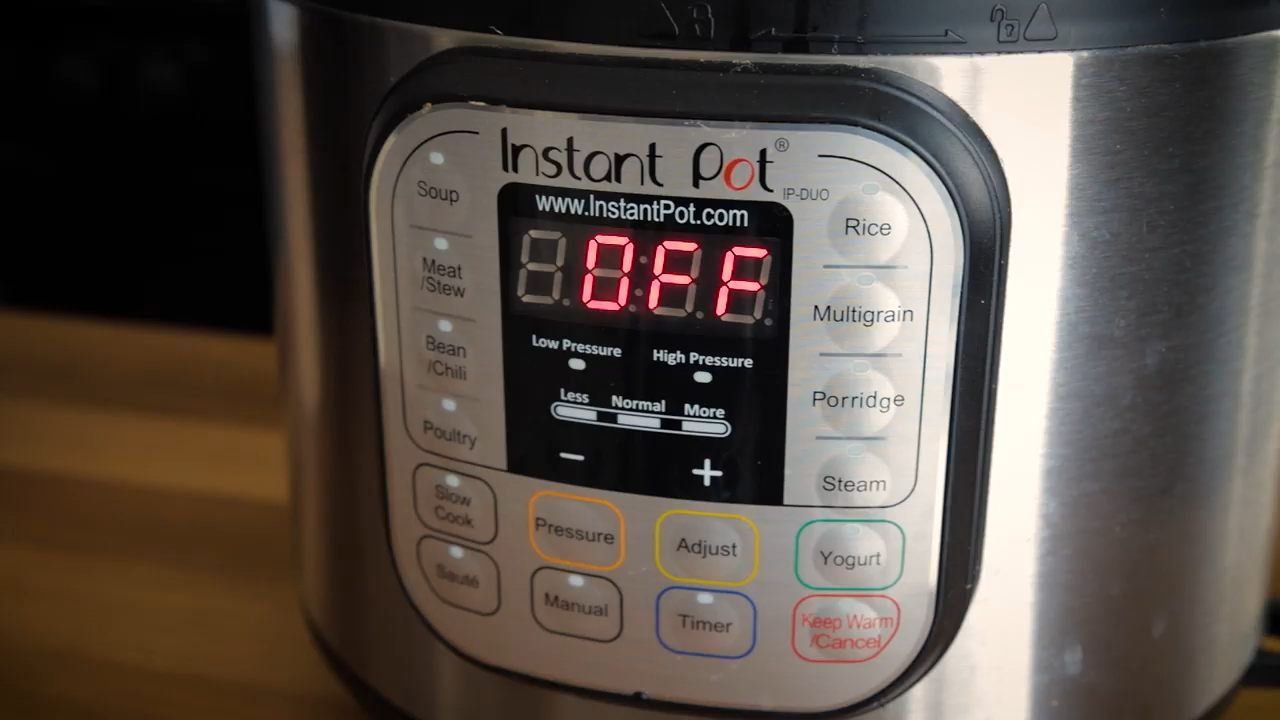 Instant Pot®
IP-DUO
www.InstantPot.com
OFF
Low Pressure
High Pressure
Less
Normal
More
− +
Soup
Meat
/Stew
Bean
/Chili
Poultry
Slow
Cook
Sauté
Pressure
Manual
Adjust
Timer
Rice
Multigrain
Porridge
Steam
Yogurt
Keep Warm
/Cancel